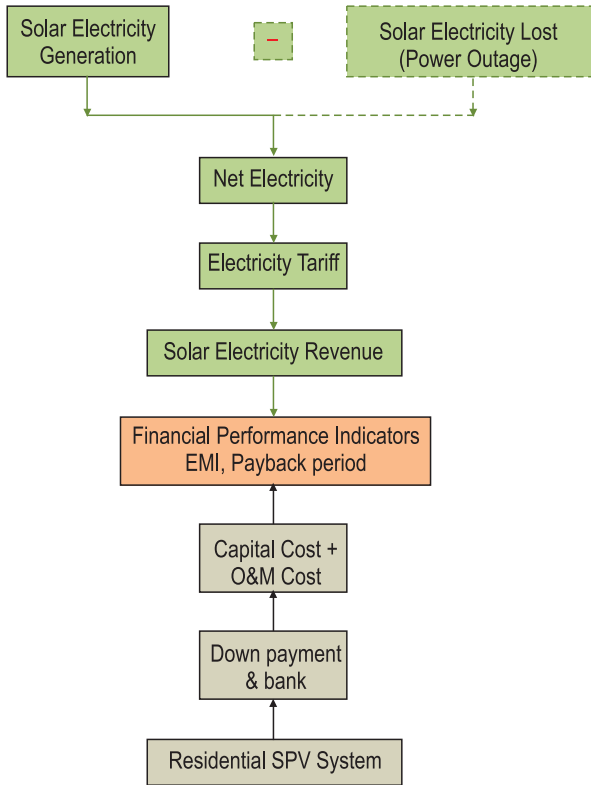 Solar Electricity
Generation
–
Solar Electricity Lost
(Power Outage)
Net Electricity
Electricity Tariff
Solar Electricity Revenue
Financial Performance Indicators
EMI, Payback period
Capital Cost +
O&M Cost
Down payment
& bank
Residential SPV System